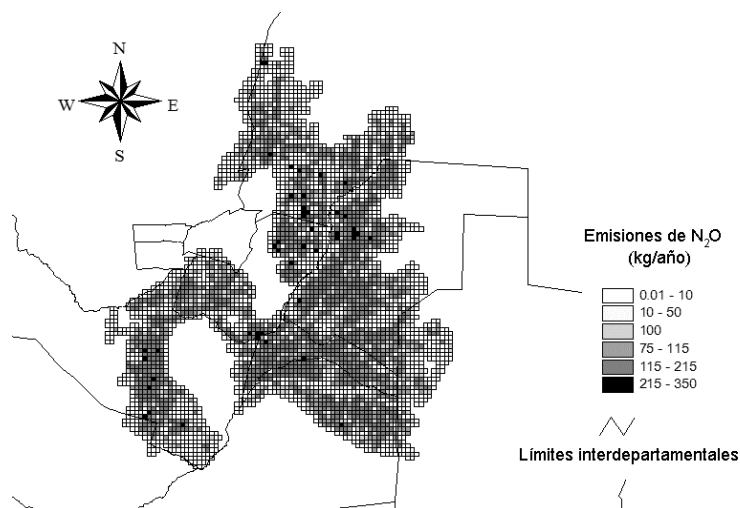 N
W E
S
Emisiones de N₂O
(kg/año)
0.01 - 10
10 - 50
100
75 - 115
115 - 215
215 - 350
Límites interdepartamentales